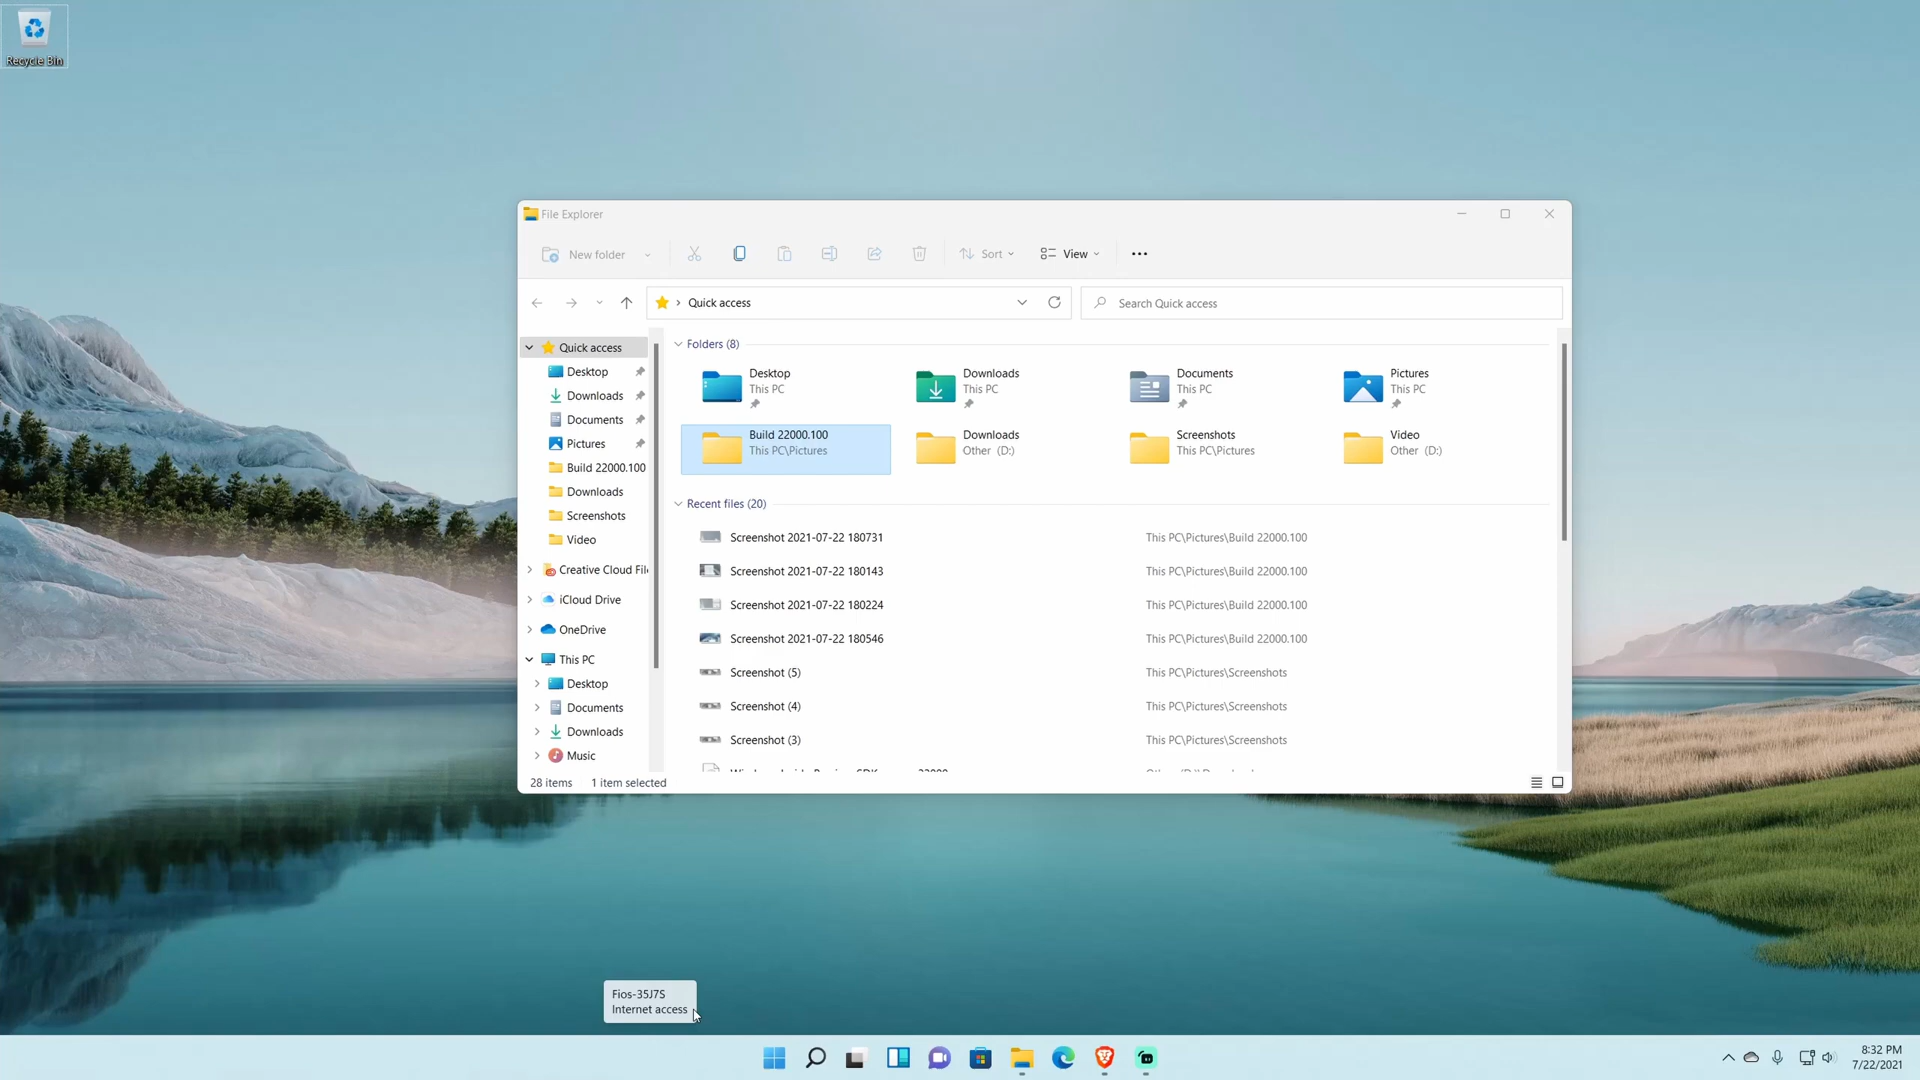 Recycle Bin
File Explorer
New folder
Sort
View
Quick access
Search Quick access
Quick access
Desktop
Downloads
Documents
Pictures
Build 22000.100
Downloads
Screenshots
Video
Creative Cloud Fil
iCloud Drive
OneDrive
This PC
Desktop
Documents
Downloads
Music
Folders (8)
Desktop
This PC
Downloads
This PC
Documents
This PC
Pictures
This PC
Build 22000.100
This PC\Pictures
Downloads
Other (D:)
Screenshots
This PC\Pictures
Video
Other (D:)
Recent files (20)
Screenshot 2021-07-22 180731 This PC\Pictures\Build 22000.100
Screenshot 2021-07-22 180143 This PC\Pictures\Build 22000.100
Screenshot 2021-07-22 180224 This PC\Pictures\Build 22000.100
Screenshot 2021-07-22 180546 This PC\Pictures\Build 22000.100
Screenshot (5) This PC\Pictures\Screenshots
Screenshot (4) This PC\Pictures\Screenshots
Screenshot (3) This PC\Pictures\Screenshots
28 items 1 item selected
Fios-35J7S
Internet access
8:32 PM
7/22/2021